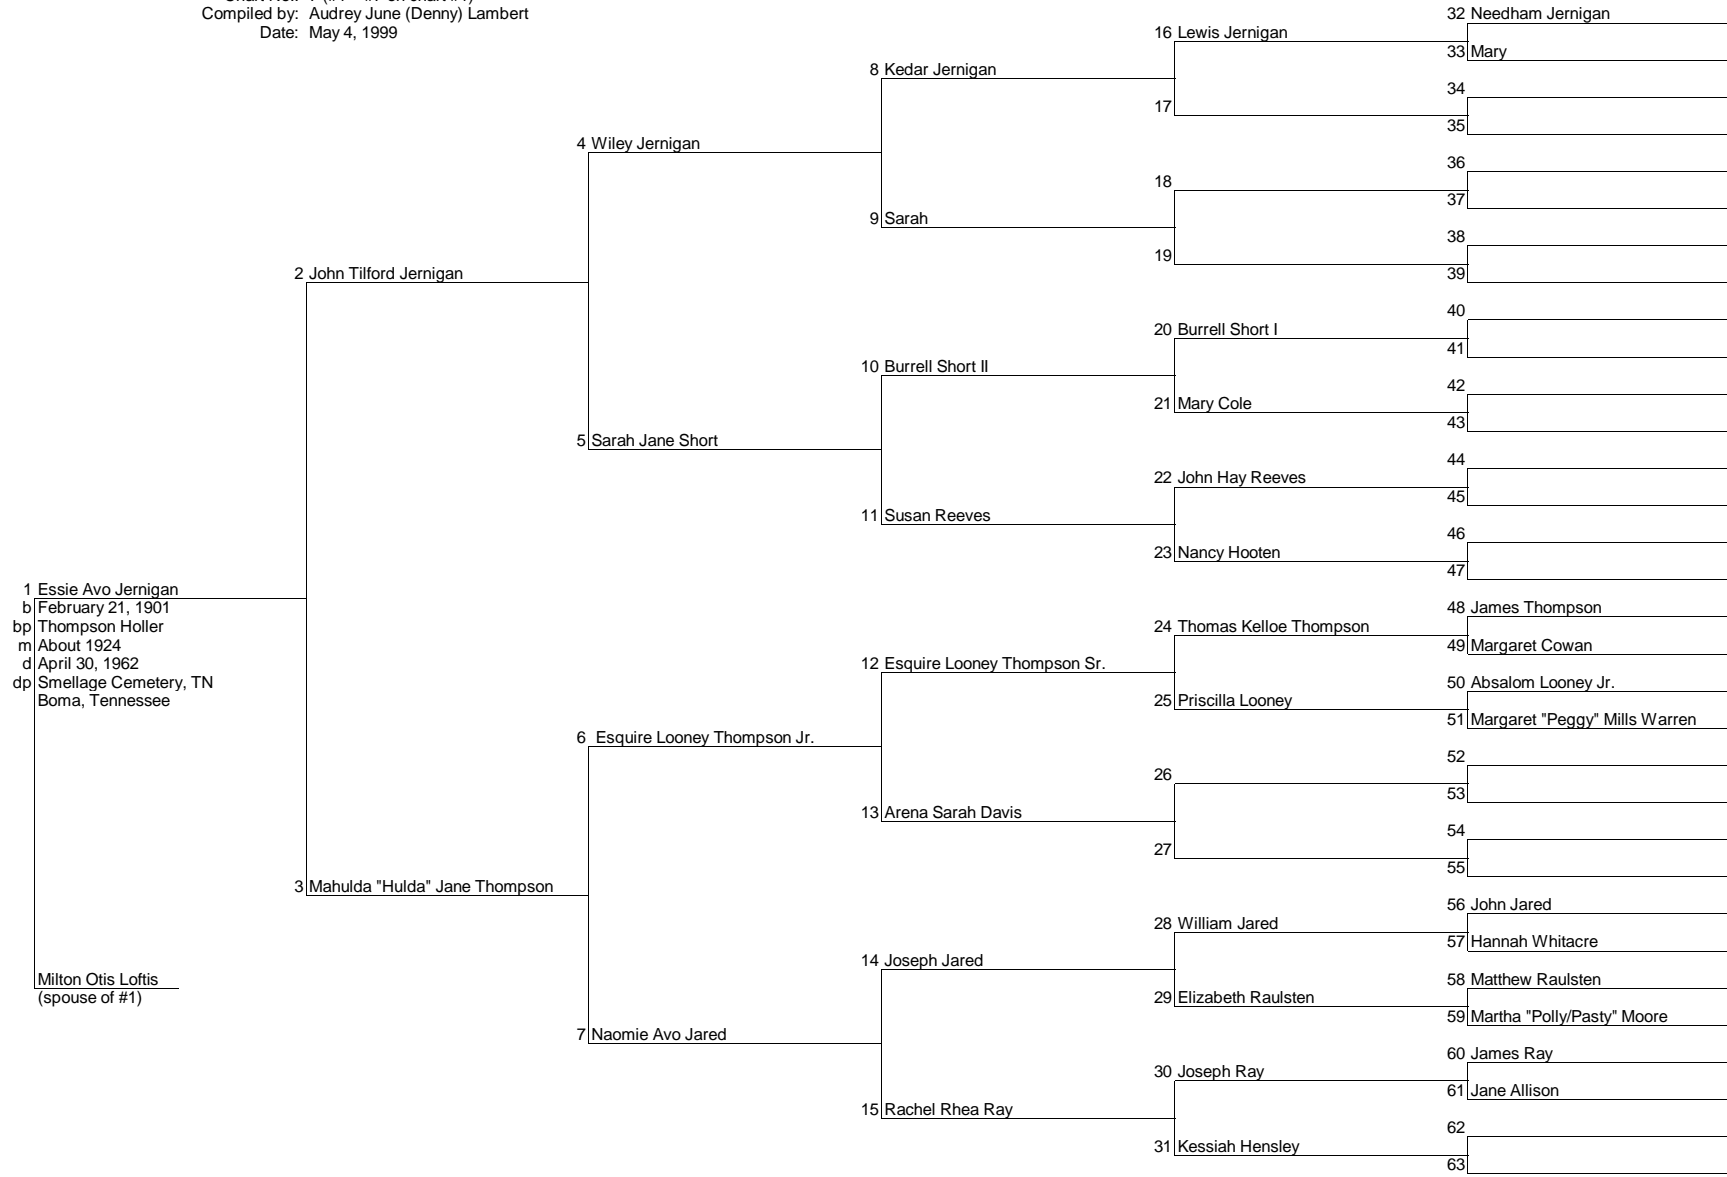 Compiled by: Audrey June (Denny) Lambert
Date: May 4, 1999
32 Needham Jernigan
16 Lewis Jernigan
33 Mary
8 Kedar Jernigan
34
17
35
4 Wiley Jernigan
36
18
37
9 Sarah
38
19
39
2 John Tilford Jernigan
40
20 Burrell Short I
41
10 Burrell Short II
42
21 Mary Cole
43
5 Sarah Jane Short
44
22 John Hay Reeves
45
11 Susan Reeves
46
23 Nancy Hooten
47
1 Essie Avo Jernigan
b February 21, 1901
bp Thompson Holler
m About 1924
d April 30, 1962
dp Smellage Cemetery, TN
Boma, Tennessee
48 James Thompson
24 Thomas Kelloe Thompson
49 Margaret Cowan
12 Esquire Looney Thompson Sr.
50 Absalom Looney Jr.
25 Priscilla Looney
51 Margaret "Peggy" Mills Warren
6 Esquire Looney Thompson Jr.
52
26
53
13 Arena Sarah Davis
54
27
55
3 Mahulda "Hulda" Jane Thompson
56 John Jared
28 William Jared
57 Hannah Whitacre
14 Joseph Jared
58 Matthew Raulsten
29 Elizabeth Raulsten
59 Martha "Polly/Pasty" Moore
Milton Otis Loftis
(spouse of #1)
7 Naomie Avo Jared
60 James Ray
30 Joseph Ray
61 Jane Allison
15 Rachel Rhea Ray
62
31 Kessiah Hensley
63